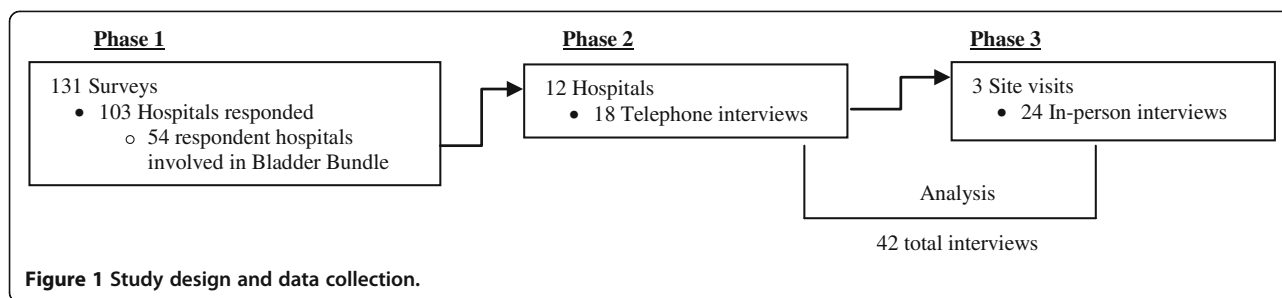 Phase 1
Phase 2
Phase 3
131 Surveys
• 103 Hospitals responded
○ 54 respondent hospitals
involved in Bladder Bundle
12 Hospitals
• 18 Telephone interviews
3 Site visits
• 24 In-person interviews
Analysis
42 total interviews
Figure 1 Study design and data collection.